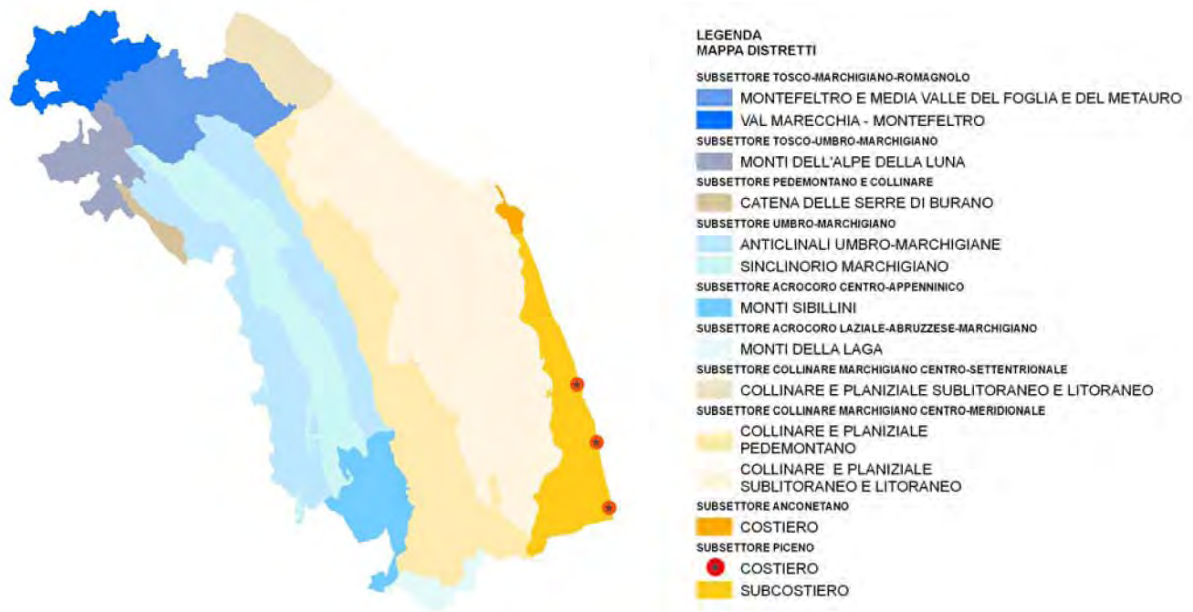 LEGENDA
MAPPA DISTRETTI
SUBSETTORE TOSCO-MARCHIGIANO-ROMAGNOLO
MONTEFELTRO E MEDIA VALLE DEL FOGLIA E DEL METAURO
VAL MARECCHIA - MONTEFELTRO
SUBSETTORE TOSCO-UMBRO-MARCHIGIANO
MONTI DELL'ALPE DELLA LUNA
SUBSETTORE PEDEMONTANO E COLLINARE
CATENA DELLE SERRE DI BURANO
SUBSETTORE UMBRO-MARCHIGIANO
ANTICLINALI UMBRO-MARCHIGIANE
SINCLINORIO MARCHIGIANO
SUBSETTORE ACROCORO CENTRO-APPENNINICO
MONTI SIBILLINI
SUBSETTORE ACROCORO LAZIALE-ABRUZZESE-MARCHIGIANO
MONTI DELLA LAGA
SUBSETTORE COLLINARE MARCHIGIANO CENTRO-SETTENTRIONALE
COLLINARE E PLANIZIALE SUBLITORANEO E LITORANEO
SUBSETTORE COLLINARE MARCHIGIANO CENTRO-MERIDIONALE
COLLINARE E PLANIZIALE
PEDEMONTANO
COLLINARE E PLANIZIALE
SUBLITORANEO E LITORANEO
SUBSETTORE ANCONETANO
COSTIERO
SUBSETTORE PICENO
COSTIERO
SUBCOSTIERO